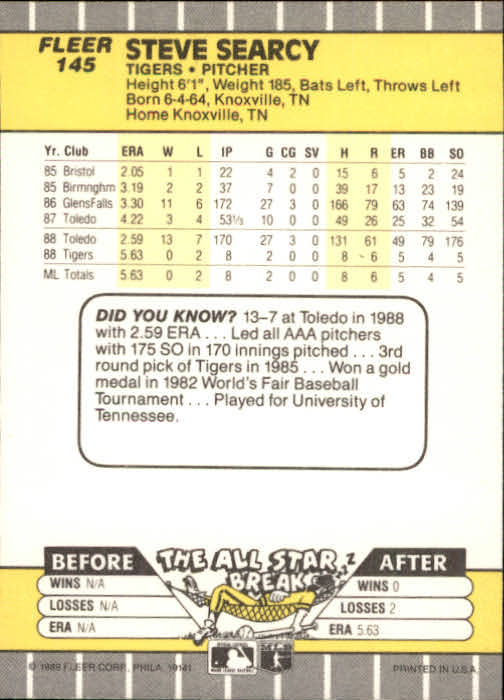 FLEER
145
STEVE SEARCY
TIGERS • PITCHER
Height 6'1", Weight 185, Bats Left, Throws Left
Born 6-4-64, Knoxville, TN
Home Knoxville, TN
Yr. Club ERA W L IP G CG SV H R ER BB SO
85 Bristol 2.05 1 1 22 4 2 0 15 6 5 2 24
85 Birmnghm 3.19 2 2 37 7 0 0 39 17 13 23 19
86 GlensFalls 3.30 11 6 172 27 3 0 166 79 63 74 139
87 Toledo 4.22 3 4 53⅓ 10 0 0 49 26 25 32 54
88 Toledo 2.59 13 7 170 27 3 0 131 61 49 79 176
88 Tigers 5.63 0 2 8 2 0 0 8 6 5 4 5
ML Totals 5.63 0 2 8 2 0 0 8 6 5 4 5
DID YOU KNOW? 13-7 at Toledo in 1988
with 2.59 ERA . . . Led all AAA pitchers
with 175 SO in 170 innings pitched . . . 3rd
round pick of Tigers in 1985 . . . Won a gold
medal in 1982 World's Fair Baseball
Tournament . . . Played for University of
Tennessee.
BEFORE THE ALL STAR BREAK AFTER
WINS N/A WINS 0
LOSSES N/A LOSSES 2
ERA N/A ERA 5.63
© 1989 FLEER CORP., PHILA. 19141 PRINTED IN U.S.A.